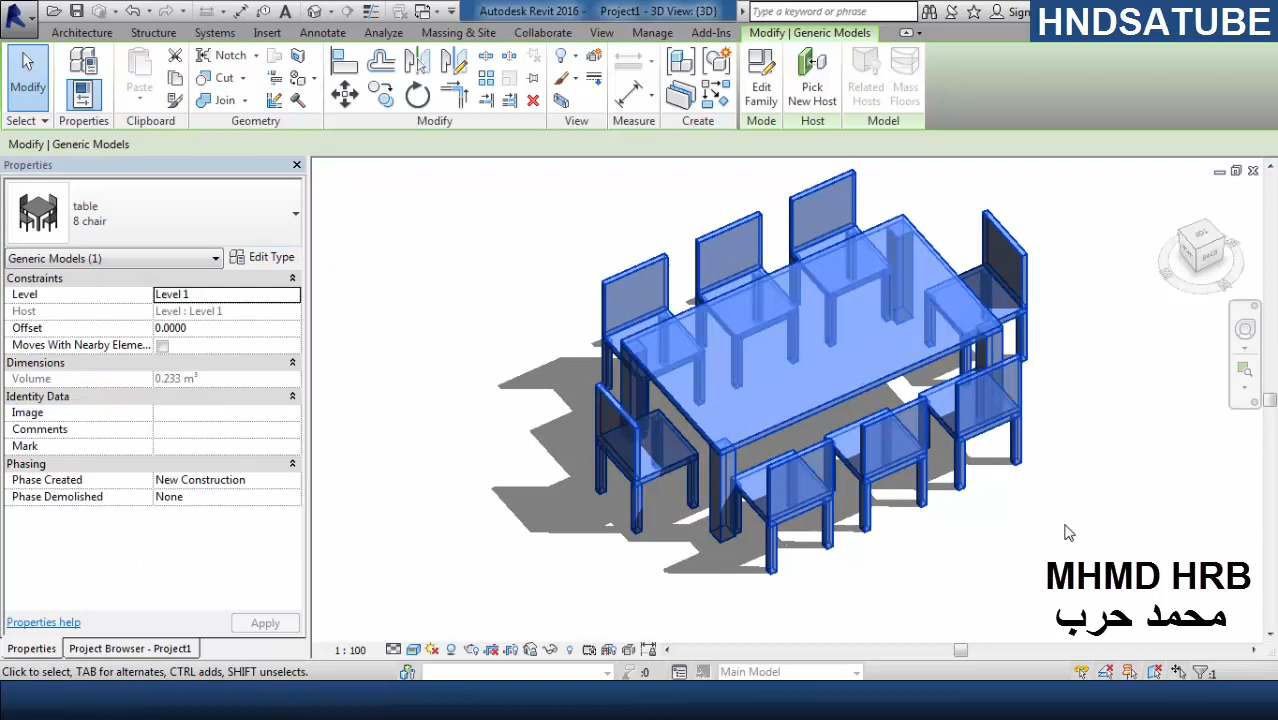 Autodesk Revit 2016 - Project1 - 3D View: {3D}
Type a keyword or phrase
Sign
HNDSATUBE
Architecture Structure Systems Insert Annotate Analyze Massing & Site Collaborate View Manage Add-Ins Modify | Generic Models
Modify
Paste
Notch
Cut
Join
Edit Family
Pick New Host
Related Hosts
Mass Floors
Select Properties Clipboard Geometry Modify View Measure Create Mode Host Model
Modify | Generic Models
Properties
table
8 chair
Generic Models (1) Edit Type
Constraints
Level Level 1
Host Level : Level 1
Offset 0.0000
Moves With Nearby Eleme...
Dimensions
Volume 0.233 m³
Identity Data
Image
Comments
Mark
Phasing
Phase Created New Construction
Phase Demolished None
Properties help Apply
Properties Project Browser - Project1
BACK
MHMD HRB
محمد حرب
1 : 100
Click to select, TAB for alternates, CTRL adds, SHIFT unselects.
:0
Main Model
:1